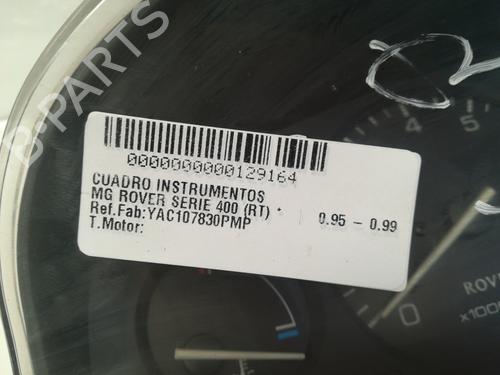 B-PARTS
0000000000129164
CUADRO INSTRUMENTOS
MG ROVER SERIE 400 (RT) *
0.95 - 0.99
Ref.Fab:YAC107830PMP
T.Motor:
4
5
0
ROV
x100